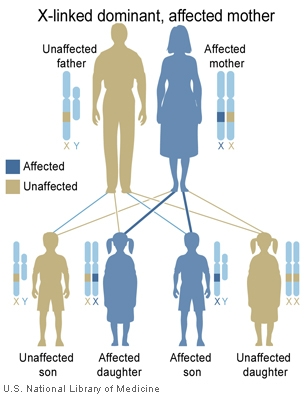 X-linked dominant, affected mother
Unaffected
father
Affected
mother
X Y
X X
Affected
Unaffected
X Y
X X
X Y
X X
Unaffected
son
Affected
daughter
Affected
son
Unaffected
daughter
U.S. National Library of Medicine